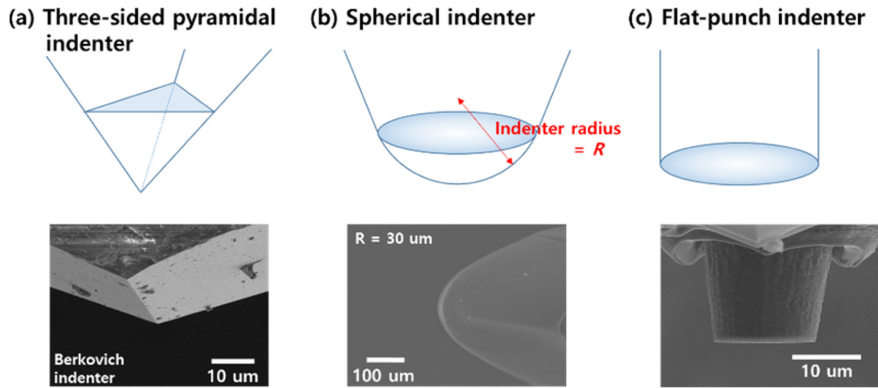 (a) Three-sided pyramidal
indenter
(b) Spherical indenter
(c) Flat-punch indenter
Indenter radius
= R
Berkovich
indenter
10 um
R = 30 um
100 um
10 um